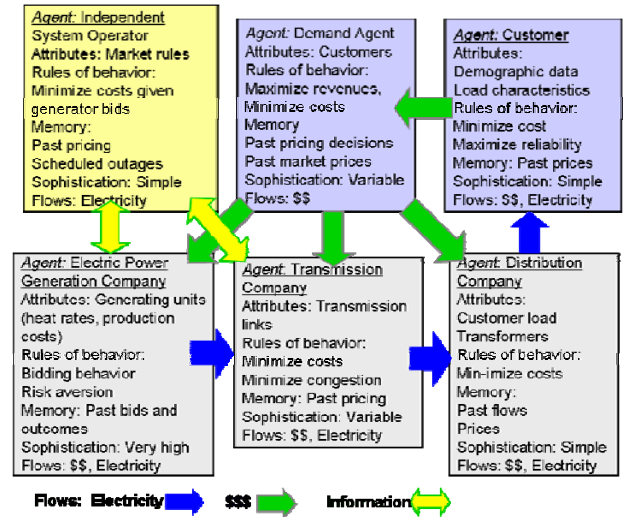 Agent: Independent
System Operator
Attributes: Market rules
Rules of behavior:
Minimize costs given
generator bids
Memory:
Past pricing
Scheduled outages
Sophistication: Simple
Flows: Electricity
Agent: Demand Agent
Attributes: Customers
Rules of behavior:
Maximize revenues,
Minimize costs
Memory
Past pricing decisions
Past market prices
Sophistication: Variable
Flows: $$
Agent: Customer
Attributes:
Demographic data
Load characteristics
Rules of behavior:
Minimize cost
Maximize reliability
Memory: Past prices
Sophistication: Simple
Flows: $$, Electricity
Agent: Electric Power
Generation Company
Attributes: Generating units
(heat rates, production
costs)
Rules of behavior:
Bidding behavior
Risk aversion
Memory: Past bids and
outcomes
Sophistication: Very high
Flows: $$, Electricity
Agent: Transmission
Company
Attributes: Transmission
links
Rules of behavior:
Minimize costs
Minimize congestion
Memory: Past pricing
Sophistication: Variable
Flows: $$, Electricity
Agent: Distribution
Company
Attributes:
Customer load
Transformers
Rules of behavior:
Min-imize costs
Memory:
Past flows
Prices
Sophistication: Simple
Flows: $$, Electricity
Flows: Electricity $$$ Information